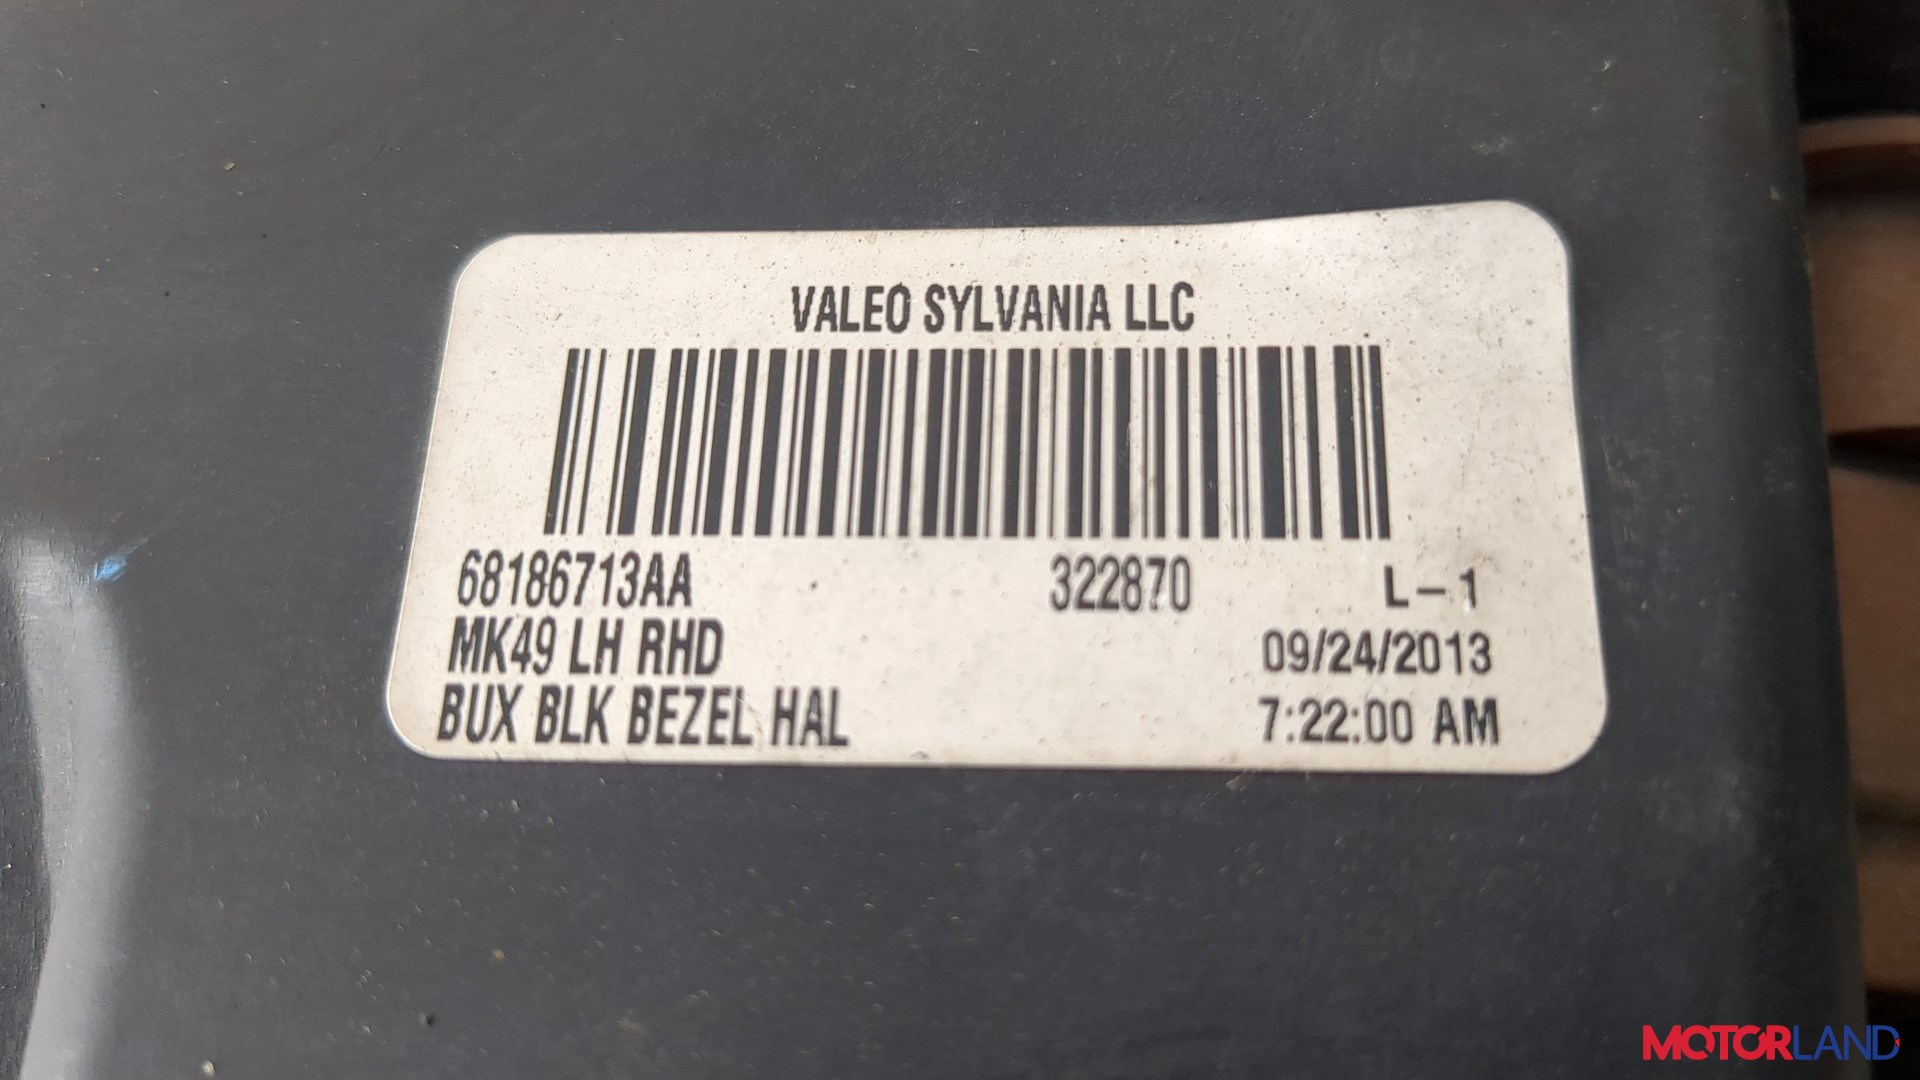 VALEO SYLVANIA LLC
68186713AA 322870 L-1
MK49 LH RHD 09/24/2013
BUX BLK BEZEL HAL 7:22:00 AM
MOTORLAND